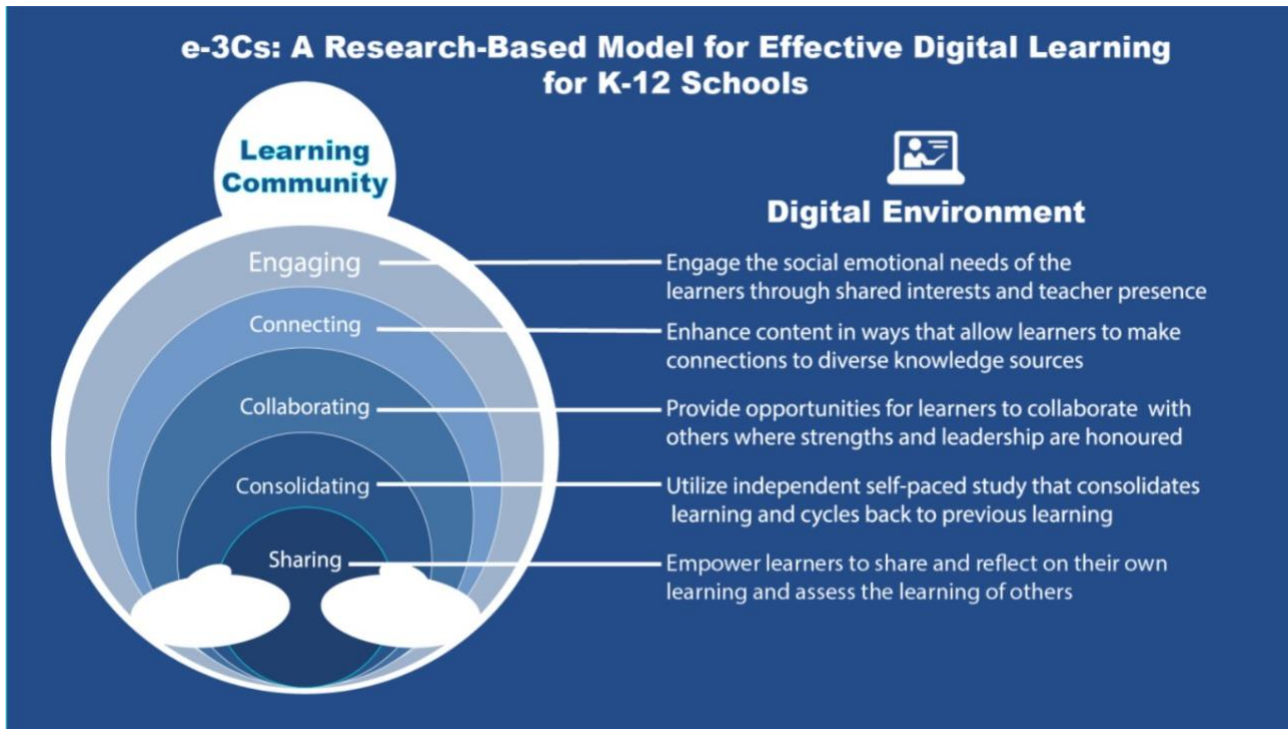 e-3Cs: A Research-Based Model for Effective Digital Learning
for K-12 Schools
Learning
Community
Digital Environment
Engaging
Engage the social emotional needs of the
learners through shared interests and teacher presence
Connecting
Enhance content in ways that allow learners to make
connections to diverse knowledge sources
Collaborating
Provide opportunities for learners to collaborate with
others where strengths and leadership are honoured
Consolidating
Utilize independent self-paced study that consolidates
learning and cycles back to previous learning
Sharing
Empower learners to share and reflect on their own
learning and assess the learning of others